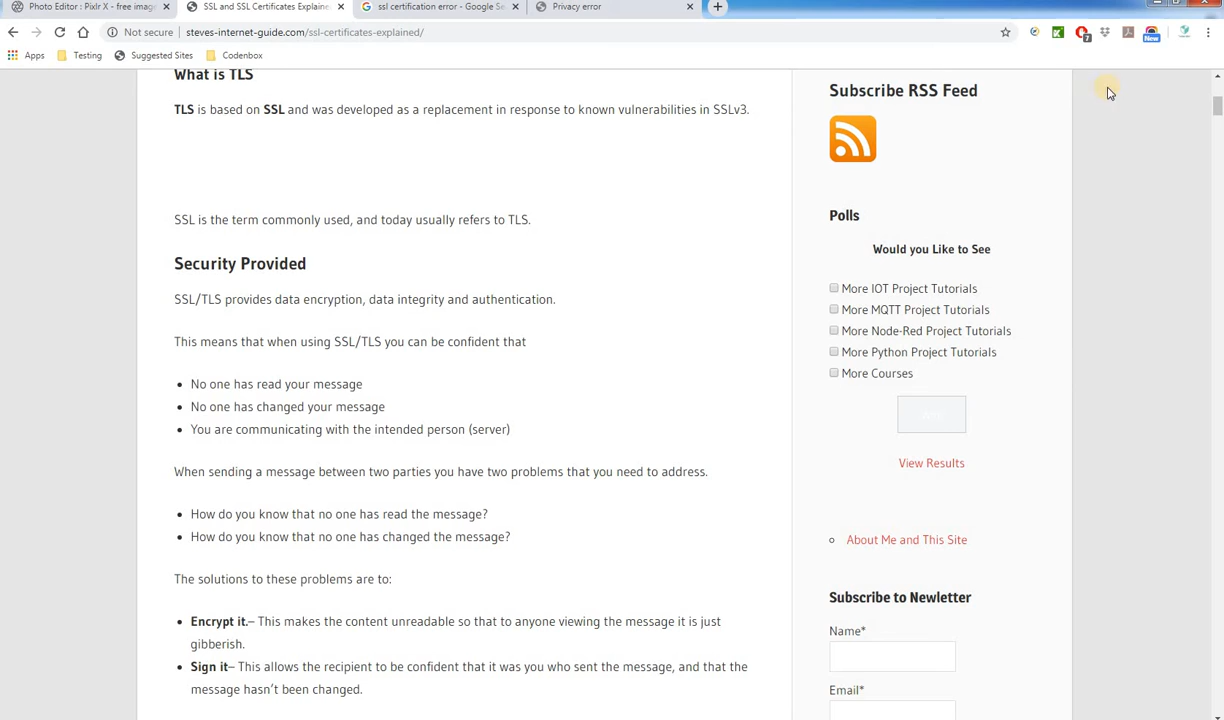 Photo Editor : Pixlr X - free image
SSL and SSL Certificates Explaine
ssl certification error - Google Se
Privacy error
Not secure
steves-internet-guide.com/ssl-certificates-explained/
7
New
Apps
Testing
Suggested Sites
Codenbox
What is TLS
TLS is based on SSL and was developed as a replacement in response to known vulnerabilities in SSLv3.
SSL is the term commonly used, and today usually refers to TLS.
Security Provided
SSL/TLS provides data encryption, data integrity and authentication.
This means that when using SSL/TLS you can be confident that
• No one has read your message
• No one has changed your message
• You are communicating with the intended person (server)
When sending a message between two parties you have two problems that you need to address.
• How do you know that no one has read the message?
• How do you know that no one has changed the message?
The solutions to these problems are to:
• Encrypt it.– This makes the content unreadable so that to anyone viewing the message it is just
gibberish.
• Sign it– This allows the recipient to be confident that it was you who sent the message, and that the
message hasn't been changed.
Subscribe RSS Feed
Polls
Would you Like to See
More IOT Project Tutorials
More MQTT Project Tutorials
More Node-Red Project Tutorials
More Python Project Tutorials
More Courses
View Results
About Me and This Site
Subscribe to Newletter
Name*
Email*